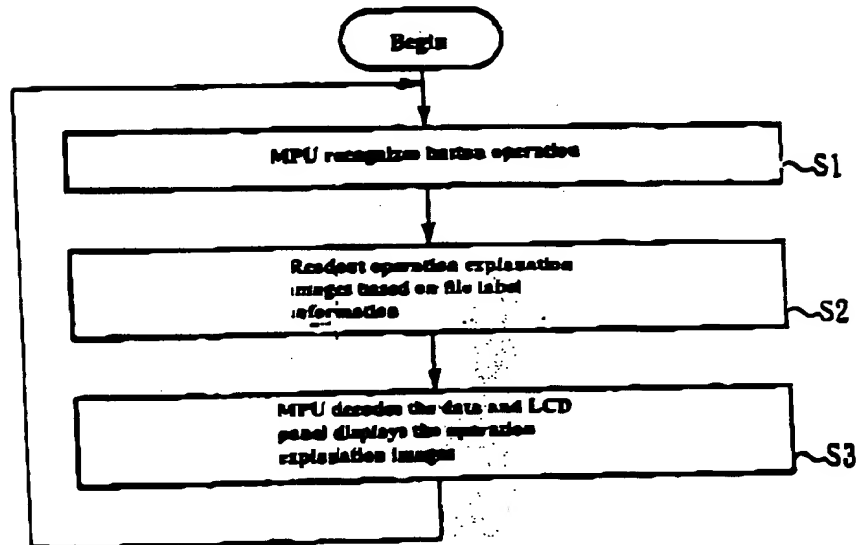 Begin
MPU recognizes button operation
S1
Readout operation explanation
images based on file label
information
S2
MPU decodes the data and LCD
panel displays the operation
explanation images
S3